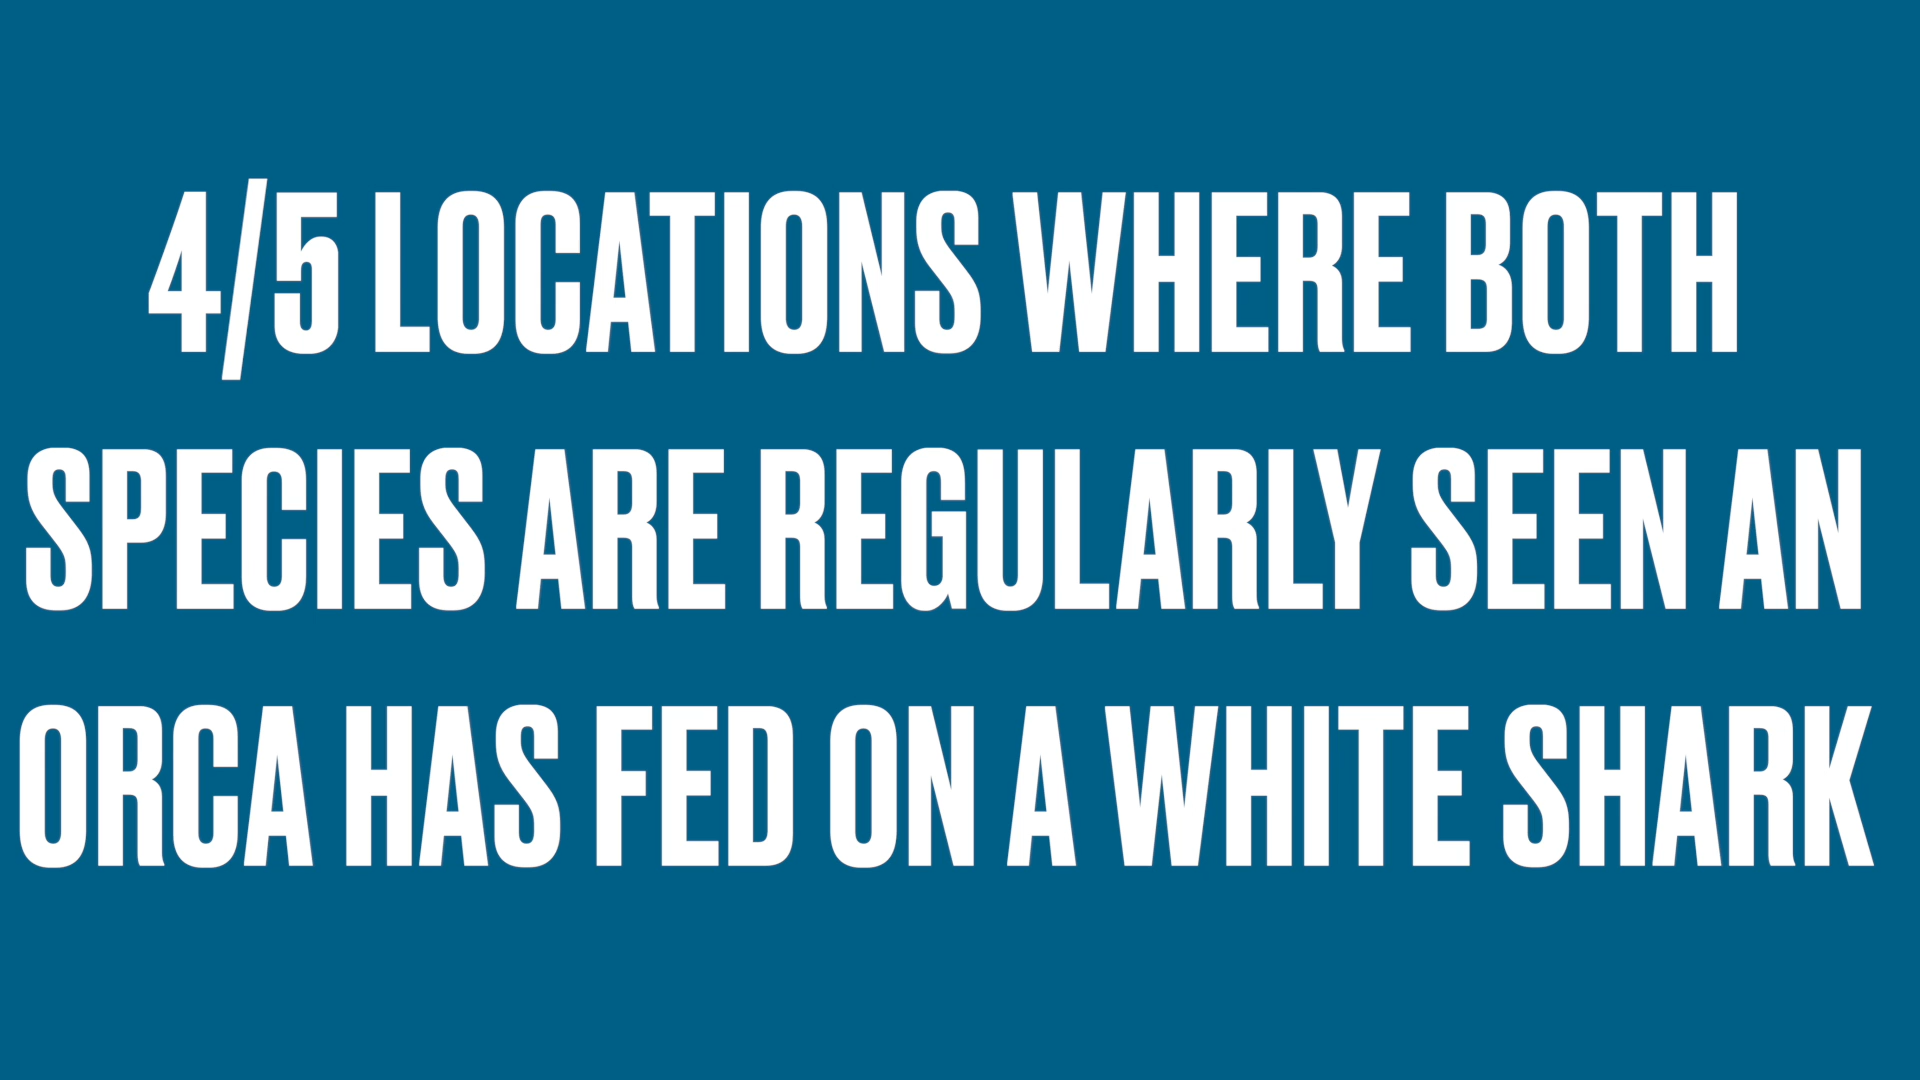 4/5 LOCATIONS WHERE BOTH
SPECIES ARE REGULARLY SEEN AN
ORCA HAS FED ON A WHITE SHARK